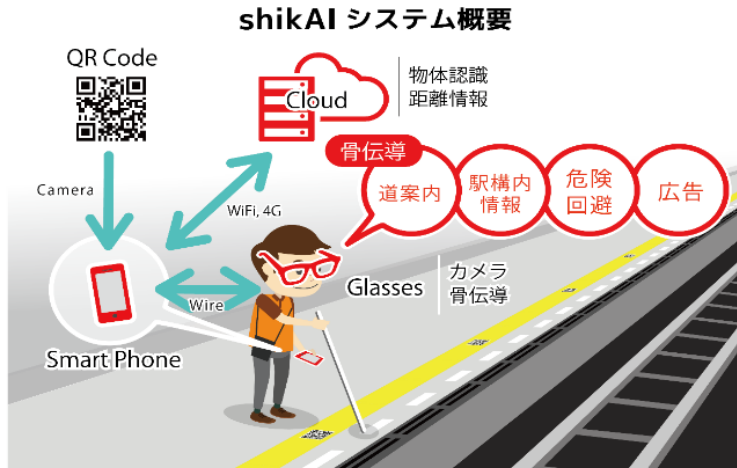 shikAI システム概要
QR Code
Cloud
物体認識
距離情報
骨伝導
道案内
駅構内
情報
危険
回避
広告
Camera
WiFi, 4G
Wire
Glasses
カメラ
骨伝導
Smart Phone